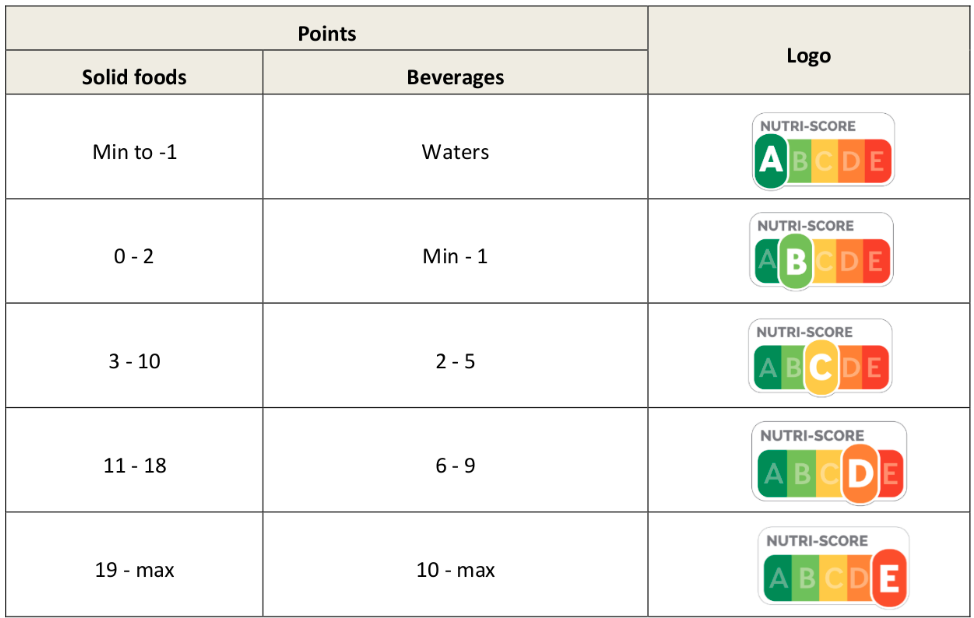 Points
Logo
Solid foods Beverages
Min to -1 Waters
NUTRI-SCORE
A B C D E
0 - 2 Min - 1
NUTRI-SCORE
A B C D E
3 - 10 2 - 5
NUTRI-SCORE
A B C D E
11 - 18 6 - 9
NUTRI-SCORE
A B C D E
19 - max 10 - max
NUTRI-SCORE
A B C D E